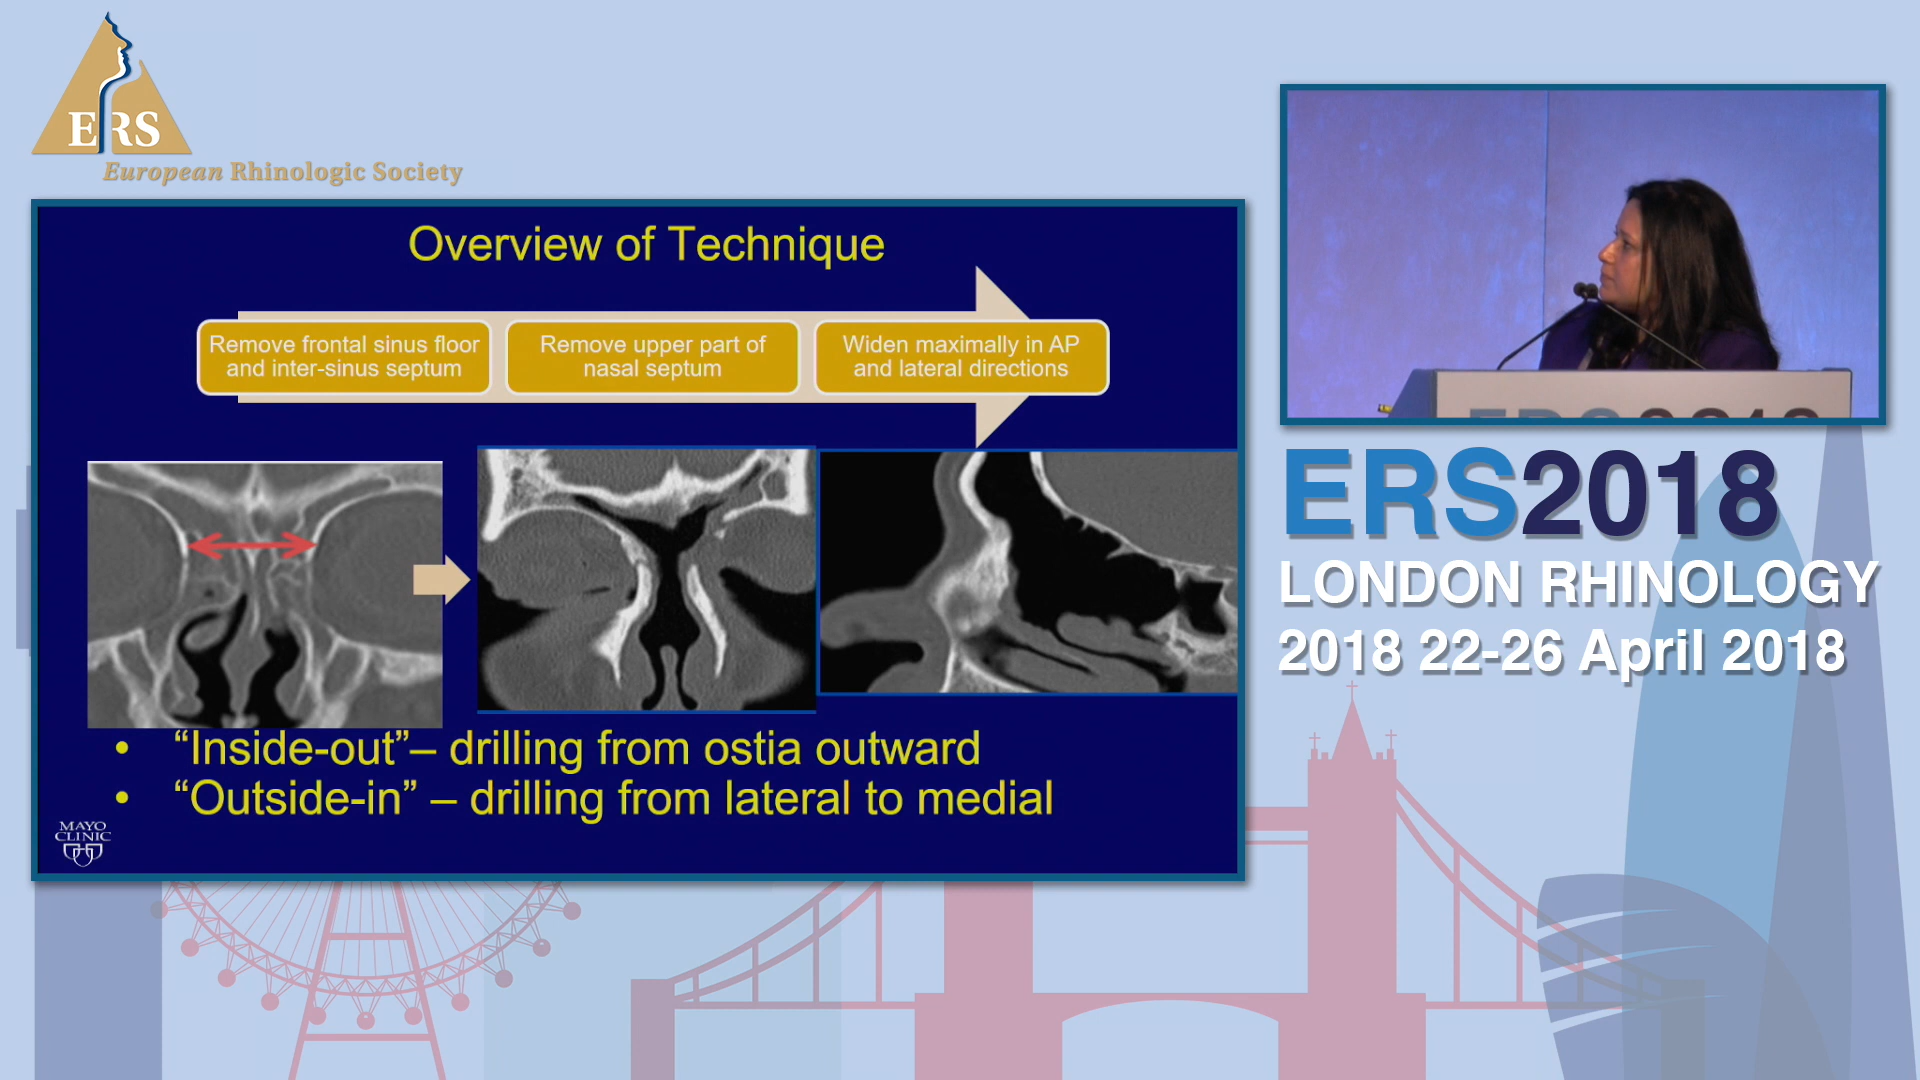 ERS
European Rhinologic Society
Overview of Technique
Remove frontal sinus floor
and inter-sinus septum
Remove upper part of
nasal septum
Widen maximally in AP
and lateral directions
• “Inside-out”– drilling from ostia outward
• “Outside-in” – drilling from lateral to medial
MAYO
CLINIC
ERS2018
ERS2018
LONDON RHINOLOGY
2018 22-26 April 2018